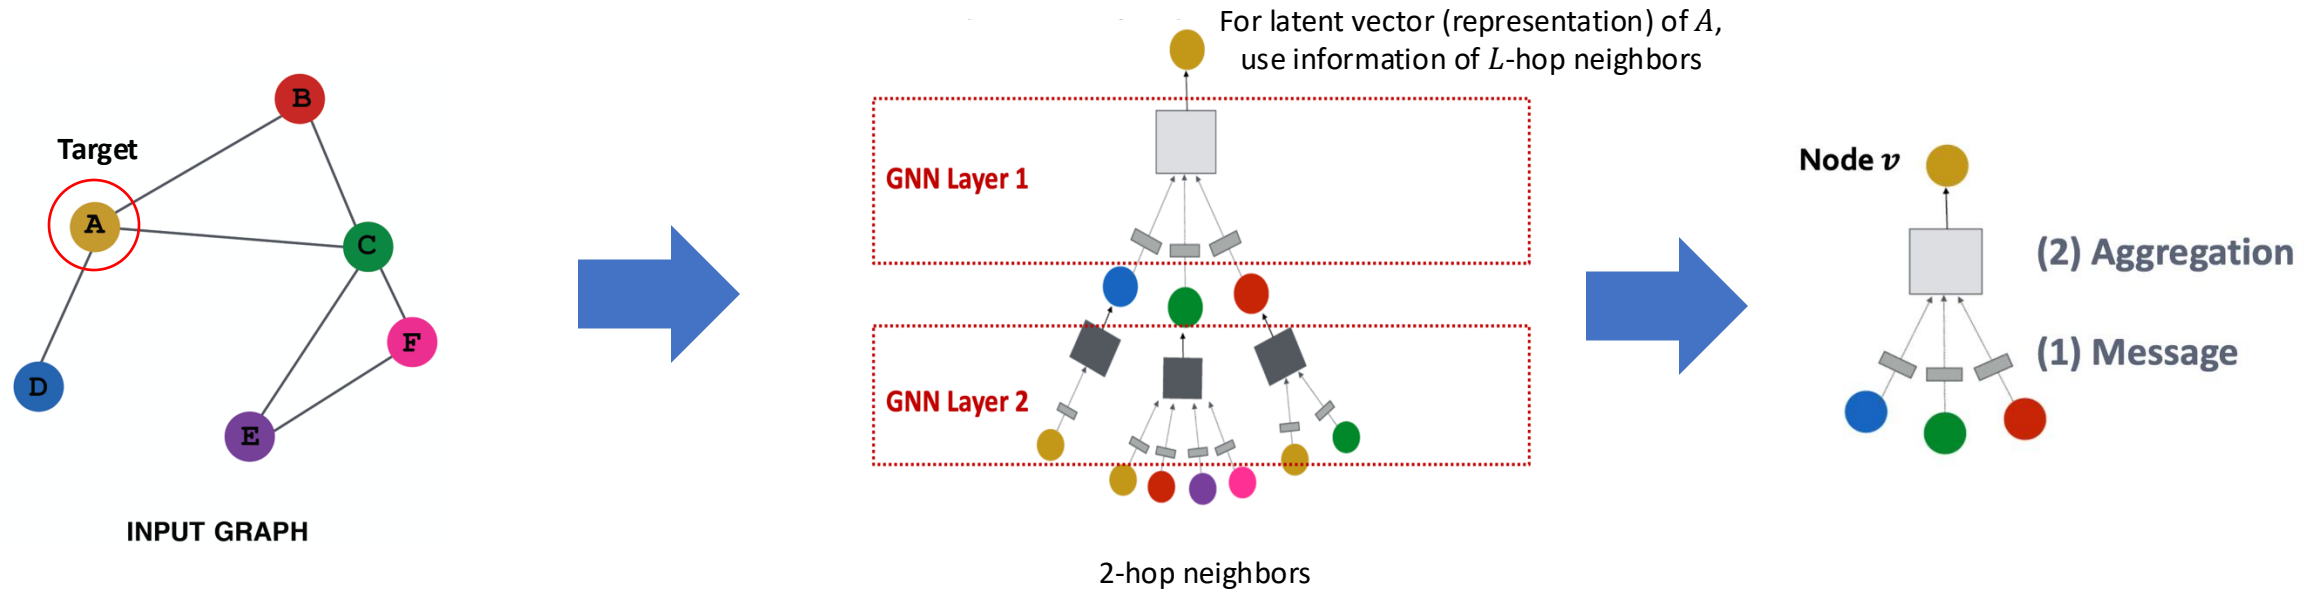 For latent vector (representation) of A,
use information of L-hop neighbors
Target
A
B
C
D
E
F
INPUT GRAPH
GNN Layer 1
GNN Layer 2
2-hop neighbors
Node v
(2) Aggregation
(1) Message